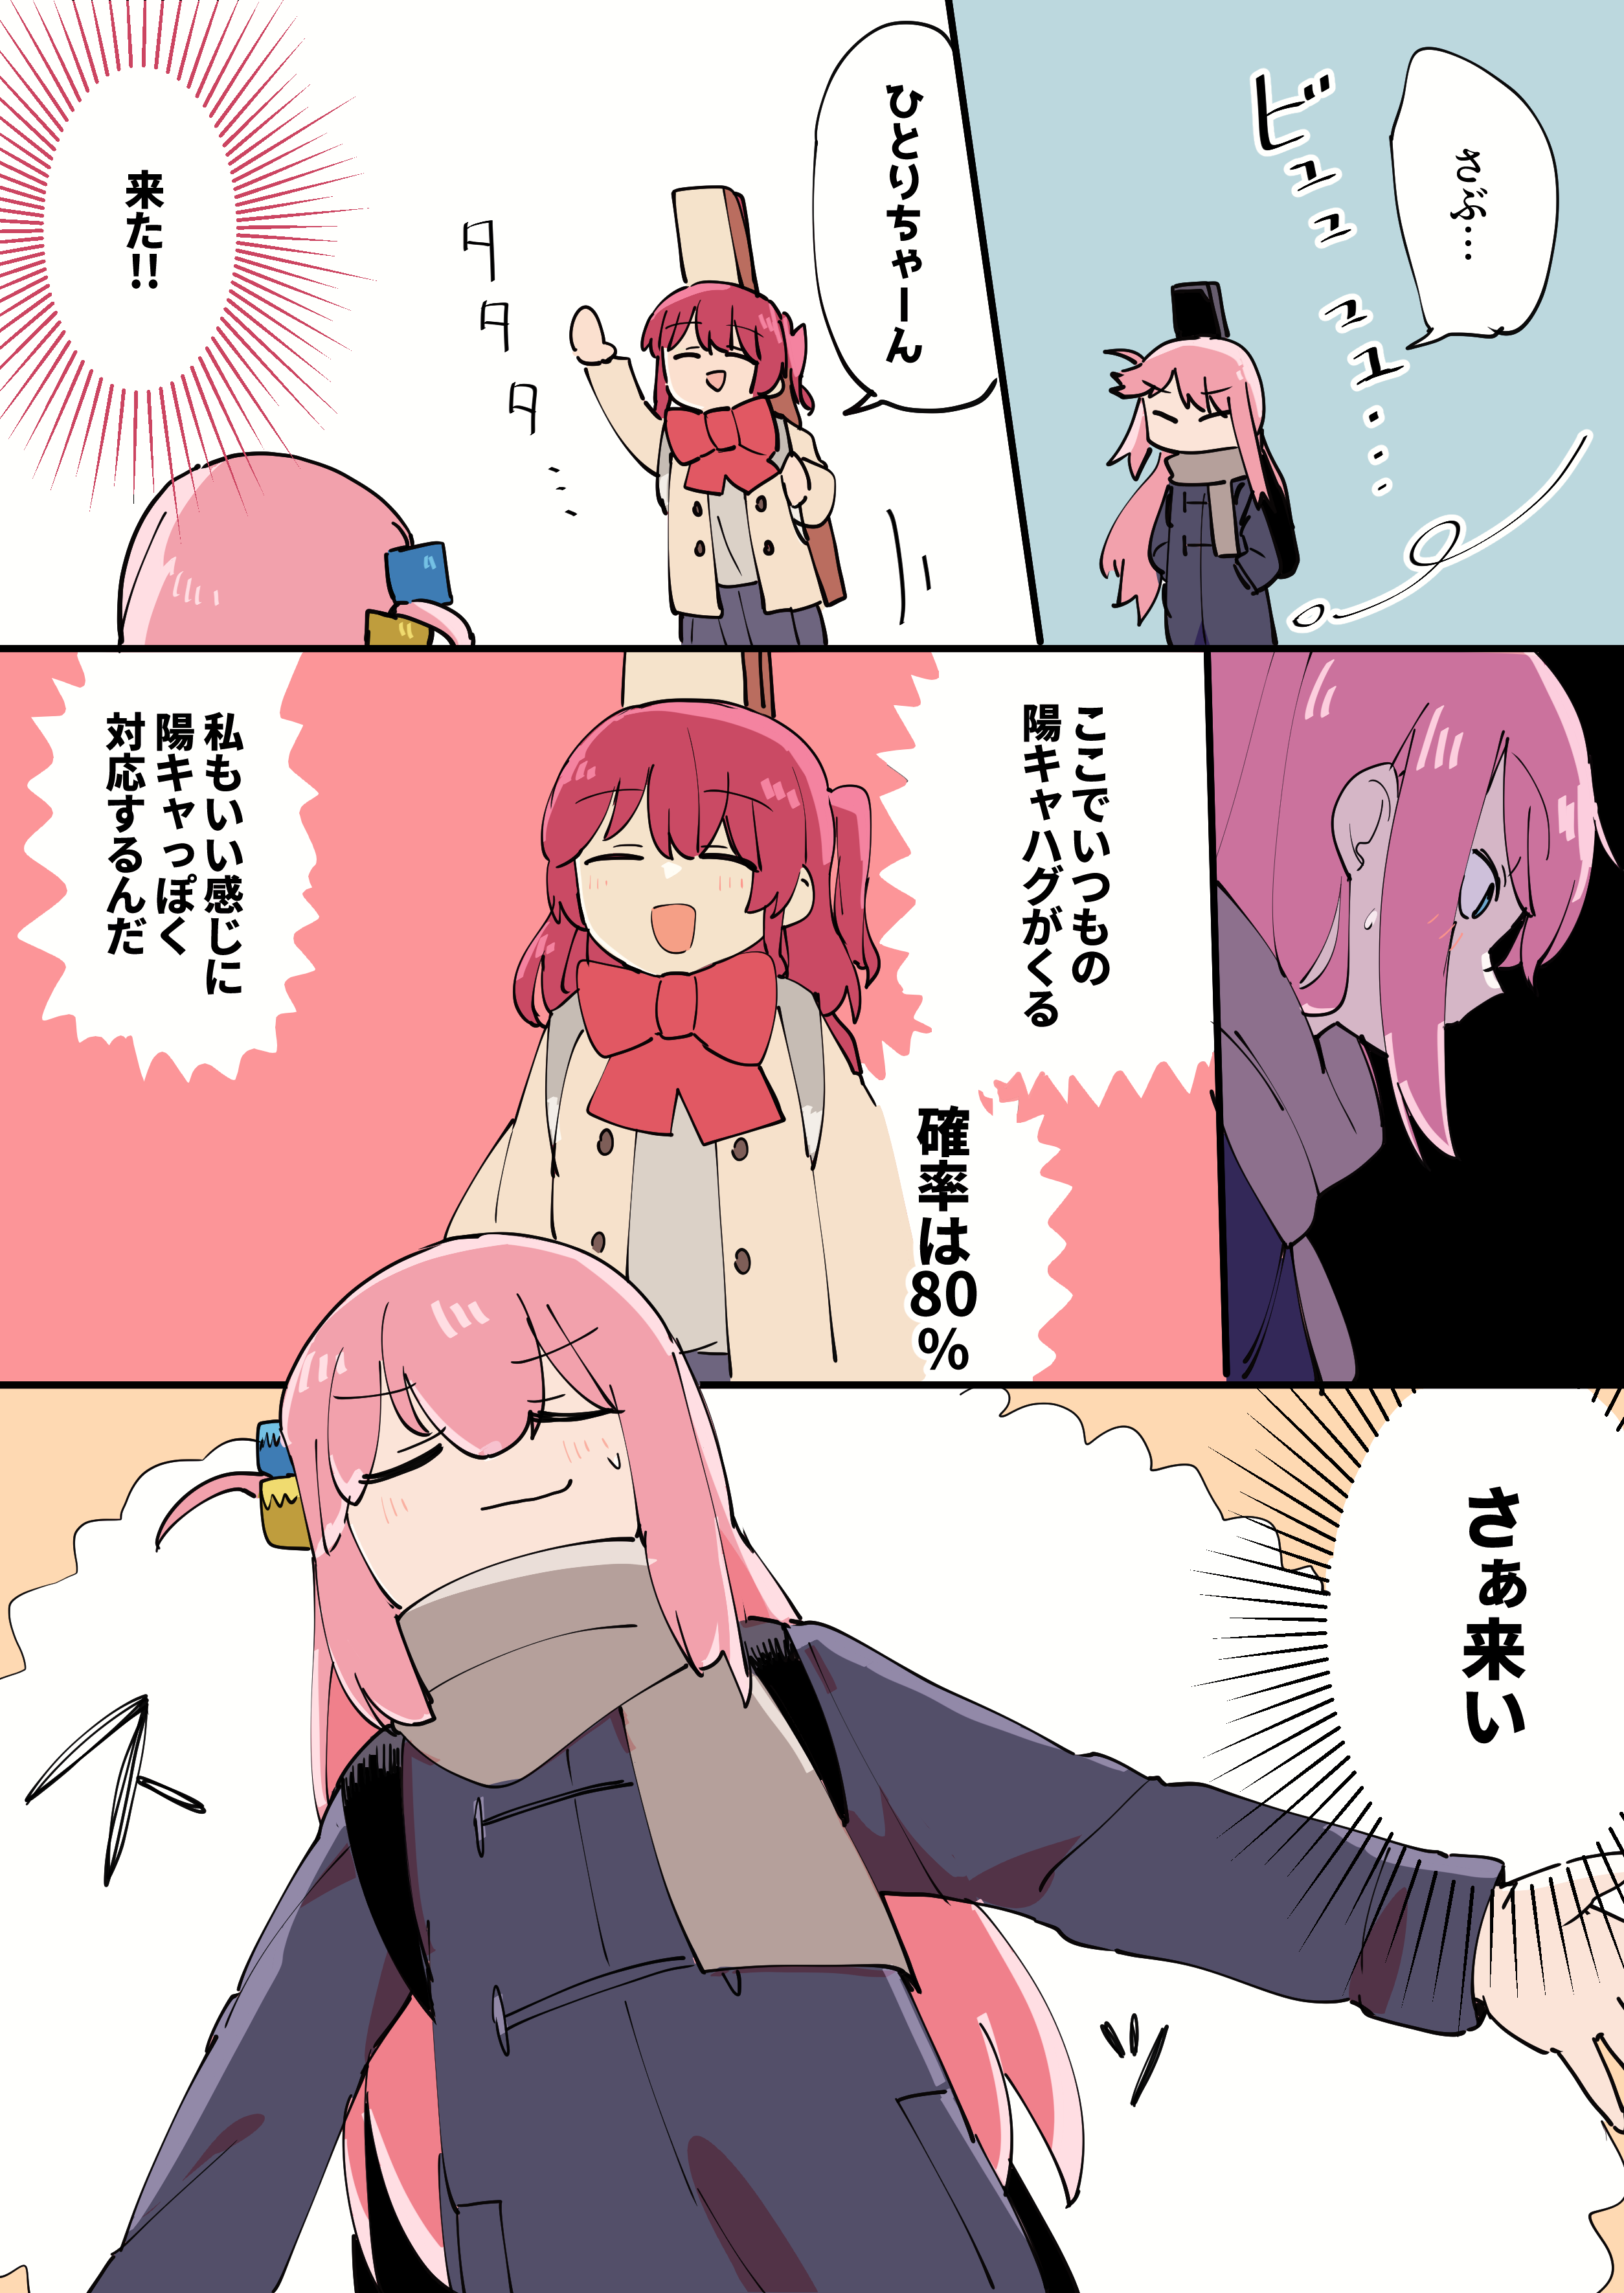 さぶ…
ビュュュュュ....
ひとりちゃーん
タタタ...
来た!!
ここでいつもの
陽キャハグがくる
確率は80%
私もいい感じに
陽キャっぽく
対応するんだ
さぁ来い